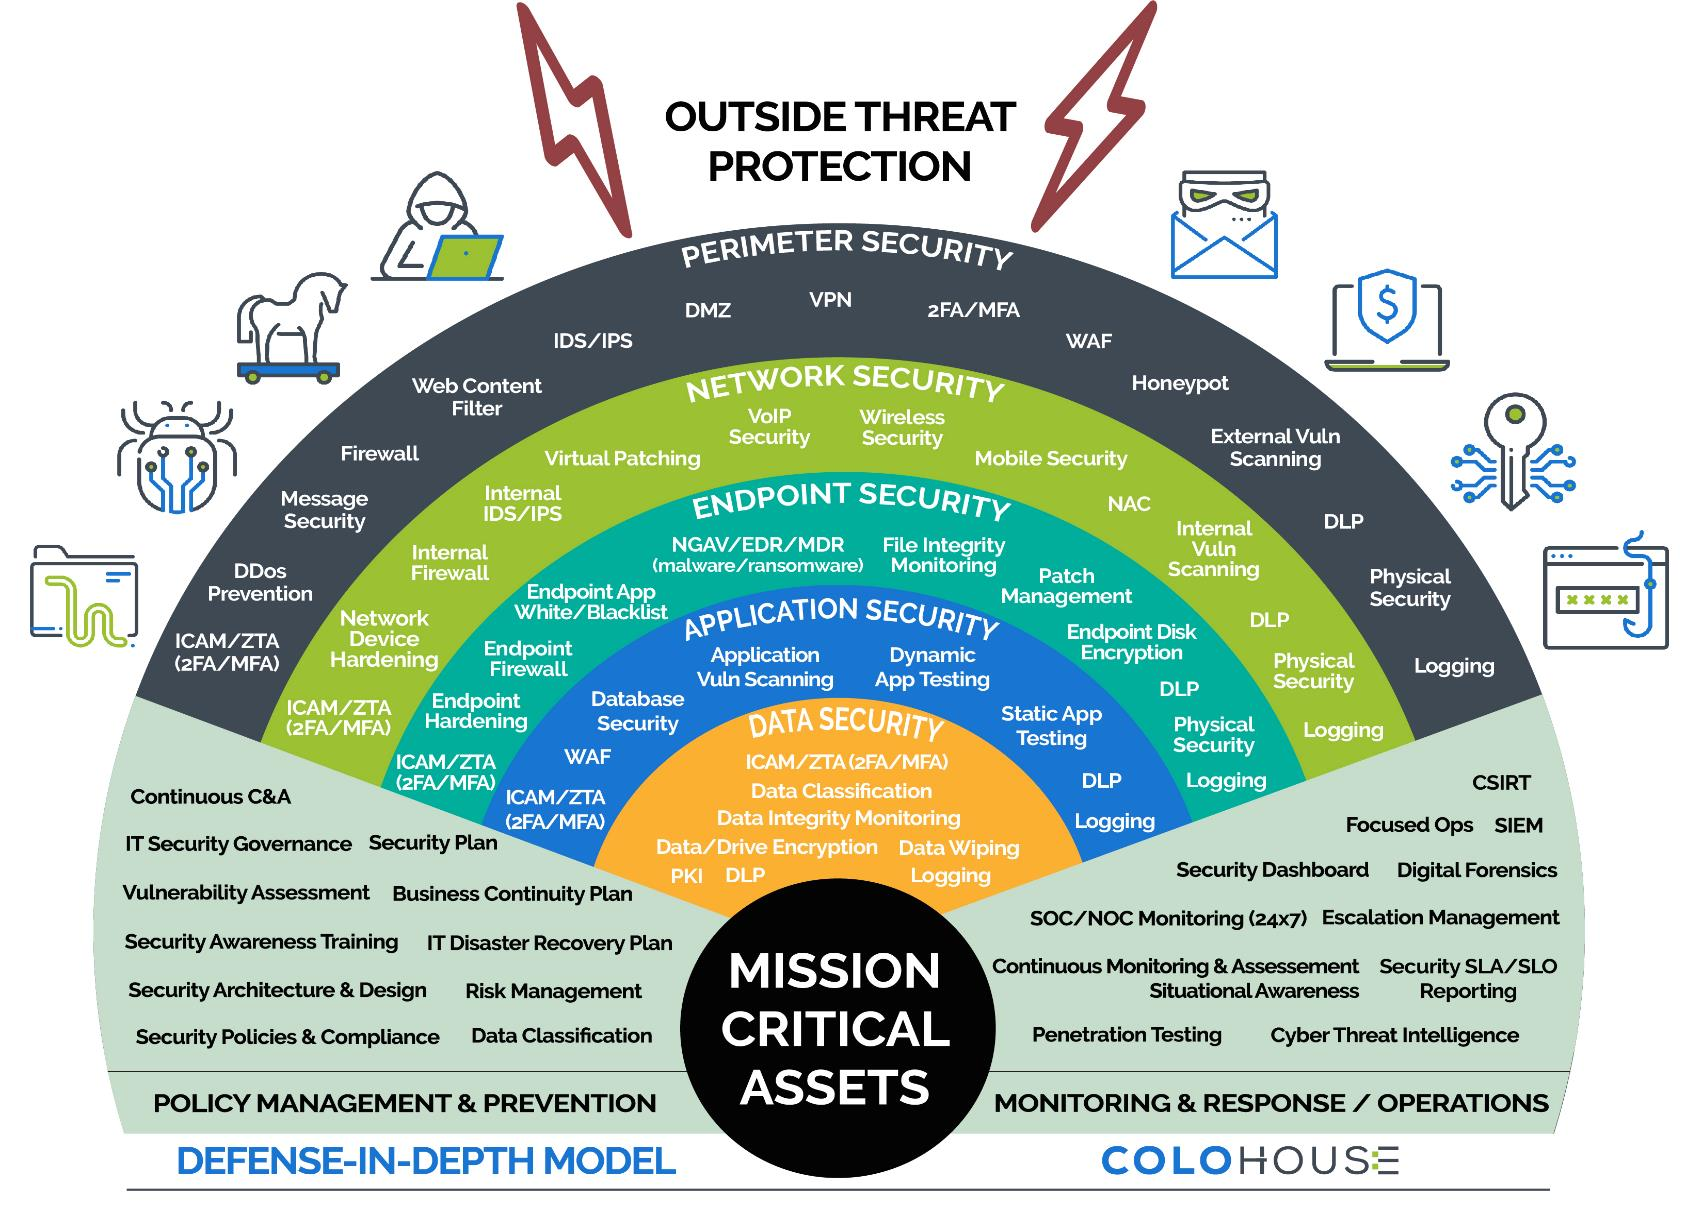 OUTSIDE THREAT
PROTECTION
PERIMETER SECURITY
ICAM/ZTA
(2FA/MFA)
DDos
Prevention
Message
Security
Firewall
Web Content
Filter
IDS/IPS
DMZ
VPN
2FA/MFA
WAF
Honeypot
External Vuln
Scanning
DLP
Physical
Security
Logging
NETWORK SECURITY
ICAM/ZTA
(2FA/MFA)
Network
Device
Hardening
Internal
Firewall
Internal
IDS/IPS
Virtual Patching
VoIP
Security
Wireless
Security
Mobile Security
NAC
Internal
Vuln
Scanning
DLP
Physical
Security
Logging
ENDPOINT SECURITY
ICAM/ZTA
(2FA/MFA)
Endpoint
Hardening
Endpoint
Firewall
Endpoint App
White/Blacklist
NGAV/EDR/MDR
(malware/ransomware)
File Integrity
Monitoring
Patch
Management
Endpoint Disk
Encryption
DLP
Physical
Security
Logging
APPLICATION SECURITY
ICAM/ZTA
(2FA/MFA)
WAF
Database
Security
Application
Vuln Scanning
Dynamic
App Testing
Static App
Testing
DLP
Logging
DATA SECURITY
ICAM/ZTA (2FA/MFA)
Data Classification
Data Integrity Monitoring
Data/Drive Encryption Data Wiping
PKI DLP Logging
MISSION
CRITICAL
ASSETS
Continuous C&A
IT Security Governance Security Plan
Vulnerability Assessment Business Continuity Plan
Security Awareness Training IT Disaster Recovery Plan
Security Architecture & Design Risk Management
Security Policies & Compliance Data Classification
POLICY MANAGEMENT & PREVENTION
CSIRT
Focused Ops SIEM
Security Dashboard Digital Forensics
SOC/NOC Monitoring (24x7) Escalation Management
Continuous Monitoring & Assessement
Situational Awareness
Security SLA/SLO
Reporting
Penetration Testing Cyber Threat Intelligence
MONITORING & RESPONSE / OPERATIONS
DEFENSE-IN-DEPTH MODEL
COLOHOUSE